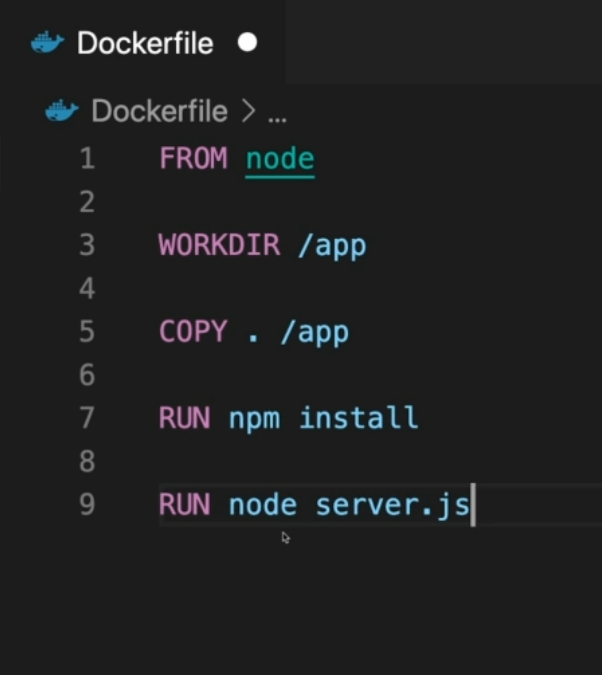 Dockerfile
Dockerfile > ...
1 FROM node
2
3 WORKDIR /app
4
5 COPY . /app
6
7 RUN npm install
8
9 RUN node server.js